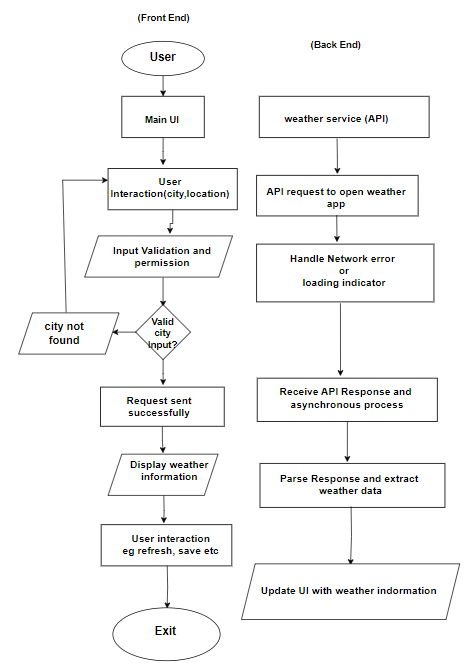 (Front End)
User
Main UI
User
Interaction(city,location)
Input Validation and
permission
Valid
city
Input?
city not
found
Request sent
successfully
Display weather
information
User interaction
eg refresh, save etc
Exit
(Back End)
weather service (API)
API request to open weather
app
Handle Network error
or
loading indicator
Receive API Response and
asynchronous process
Parse Response and extract
weather data
Update UI with weather indormation